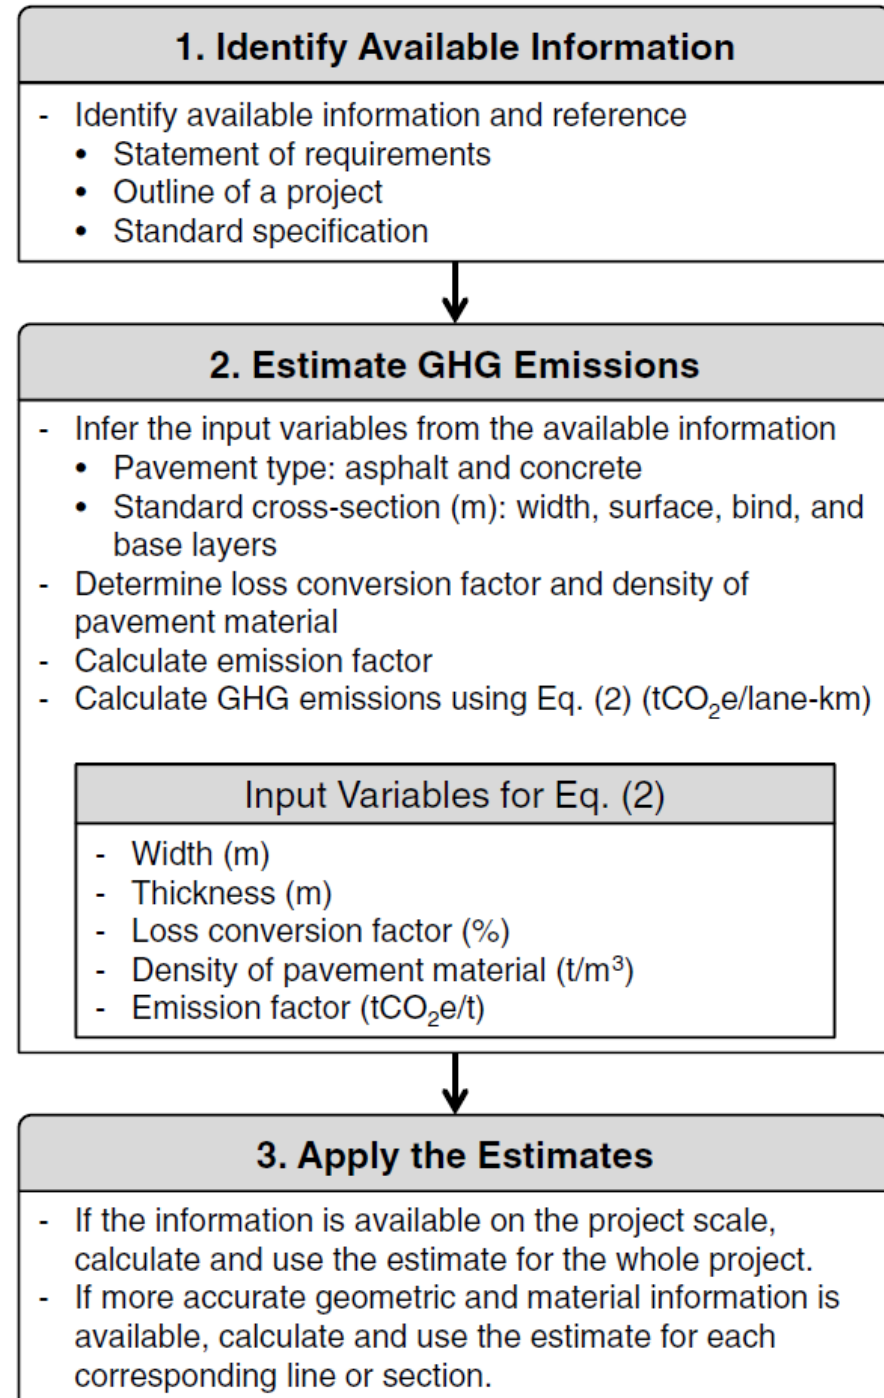 1. Identify Available Information
- Identify available information and reference
• Statement of requirements
• Outline of a project
• Standard specification
2. Estimate GHG Emissions
- Infer the input variables from the available information
• Pavement type: asphalt and concrete
• Standard cross-section (m): width, surface, bind, and
base layers
- Determine loss conversion factor and density of
pavement material
- Calculate emission factor
- Calculate GHG emissions using Eq. (2) (tCO₂e/lane-km)
Input Variables for Eq. (2)
- Width (m)
- Thickness (m)
- Loss conversion factor (%)
- Density of pavement material (t/m³)
- Emission factor (tCO₂e/t)
3. Apply the Estimates
- If the information is available on the project scale,
calculate and use the estimate for the whole project.
- If more accurate geometric and material information is
available, calculate and use the estimate for each
corresponding line or section.